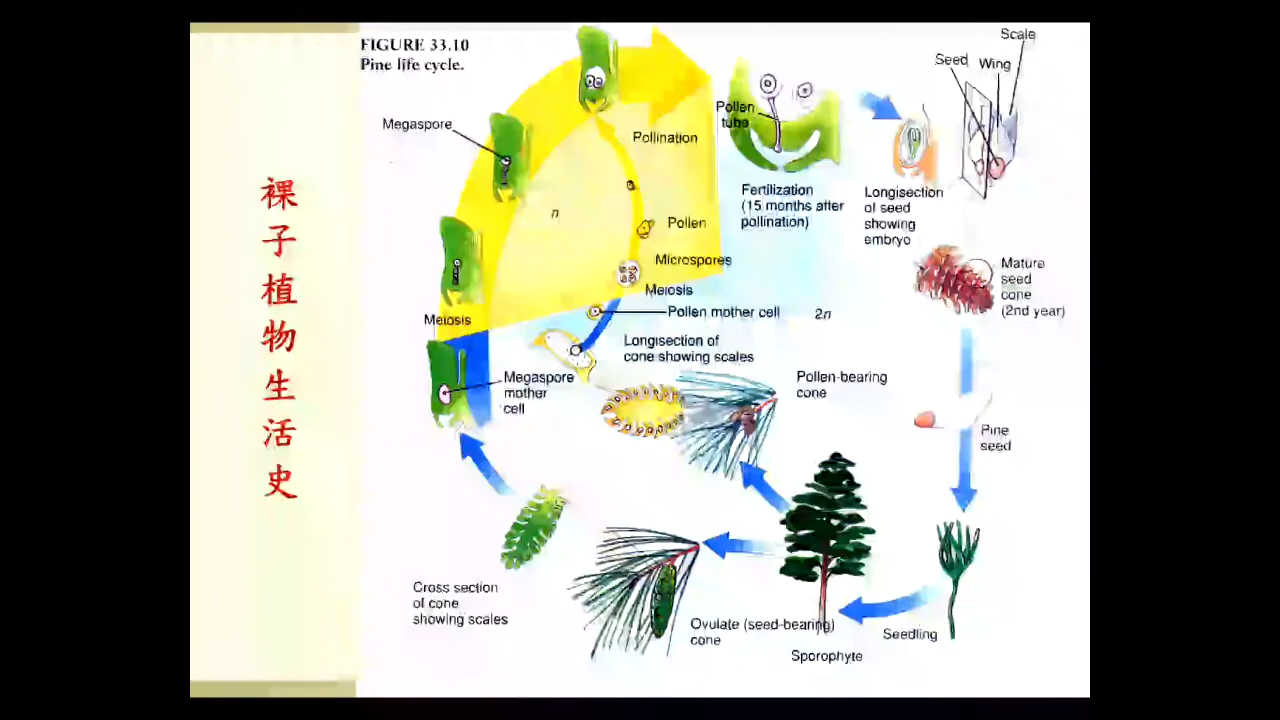 裸子植物生活史
FIGURE 33.10
Pine life cycle.
Megaspore
Pollination
n
Pollen
Microspores
Meiosis
Pollen mother cell
2n
Meiosis
Megaspore
mother
cell
Longisection of
cone showing scales
Pollen
tube
Fertilization
(15 months after
pollination)
Longisection
of seed
showing
embryo
Seed
Wing
Scale
Mature
seed
cone
(2nd year)
Pollen-bearing
cone
Pine
seed
Cross section
of cone
showing scales
Ovulate (seed-bearing)
cone
Sporophyte
Seedling